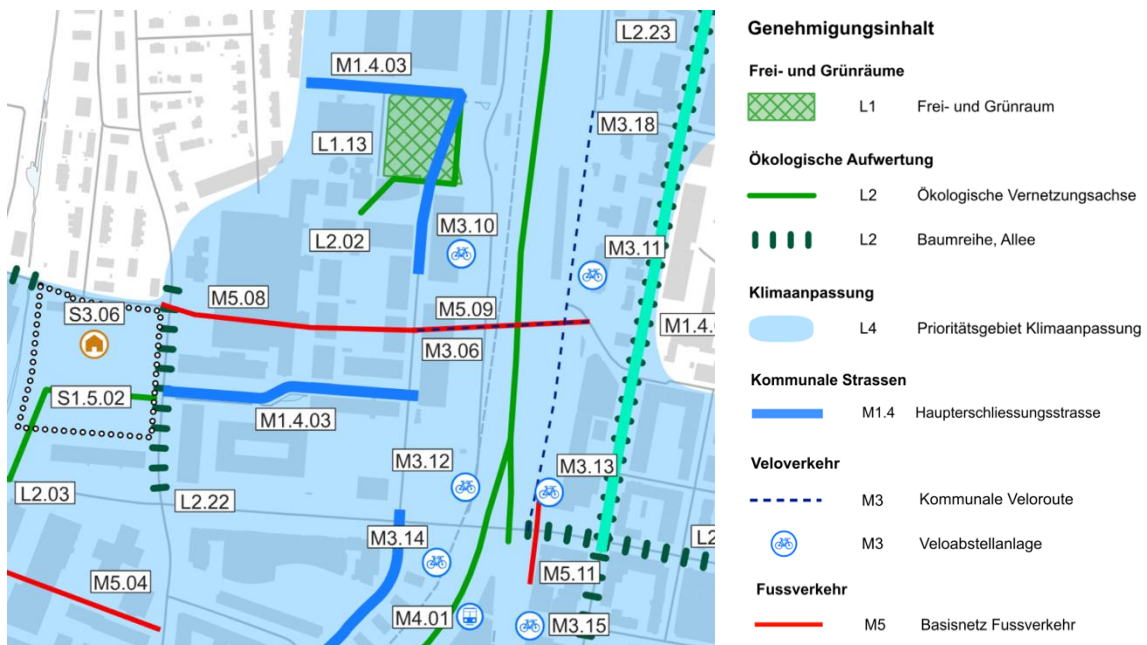 L2.23
M1.4.03
M3.18
L1.13
L2.02
M3.10
M3.11
M5.08
M5.09
S3.06
M3.06
M1.4.0
S1.5.02
M1.4.03
M3.12
M3.13
L2.03
L2.22
M3.14
L2
M5.04
M5.11
M4.01
M3.15
Genehmigungsinhalt
Frei- und Grünräume
L1 Frei- und Grünraum
Ökologische Aufwertung
L2 Ökologische Vernetzungsachse
L2 Baumreihe, Allee
Klimaanpassung
L4 Prioritätsgebiet Klimaanpassung
Kommunale Strassen
M1.4 Haupterschliessungsstrasse
Veloverkehr
M3 Kommunale Veloroute
M3 Veloabstellanlage
Fussverkehr
M5 Basisnetz Fussverkehr